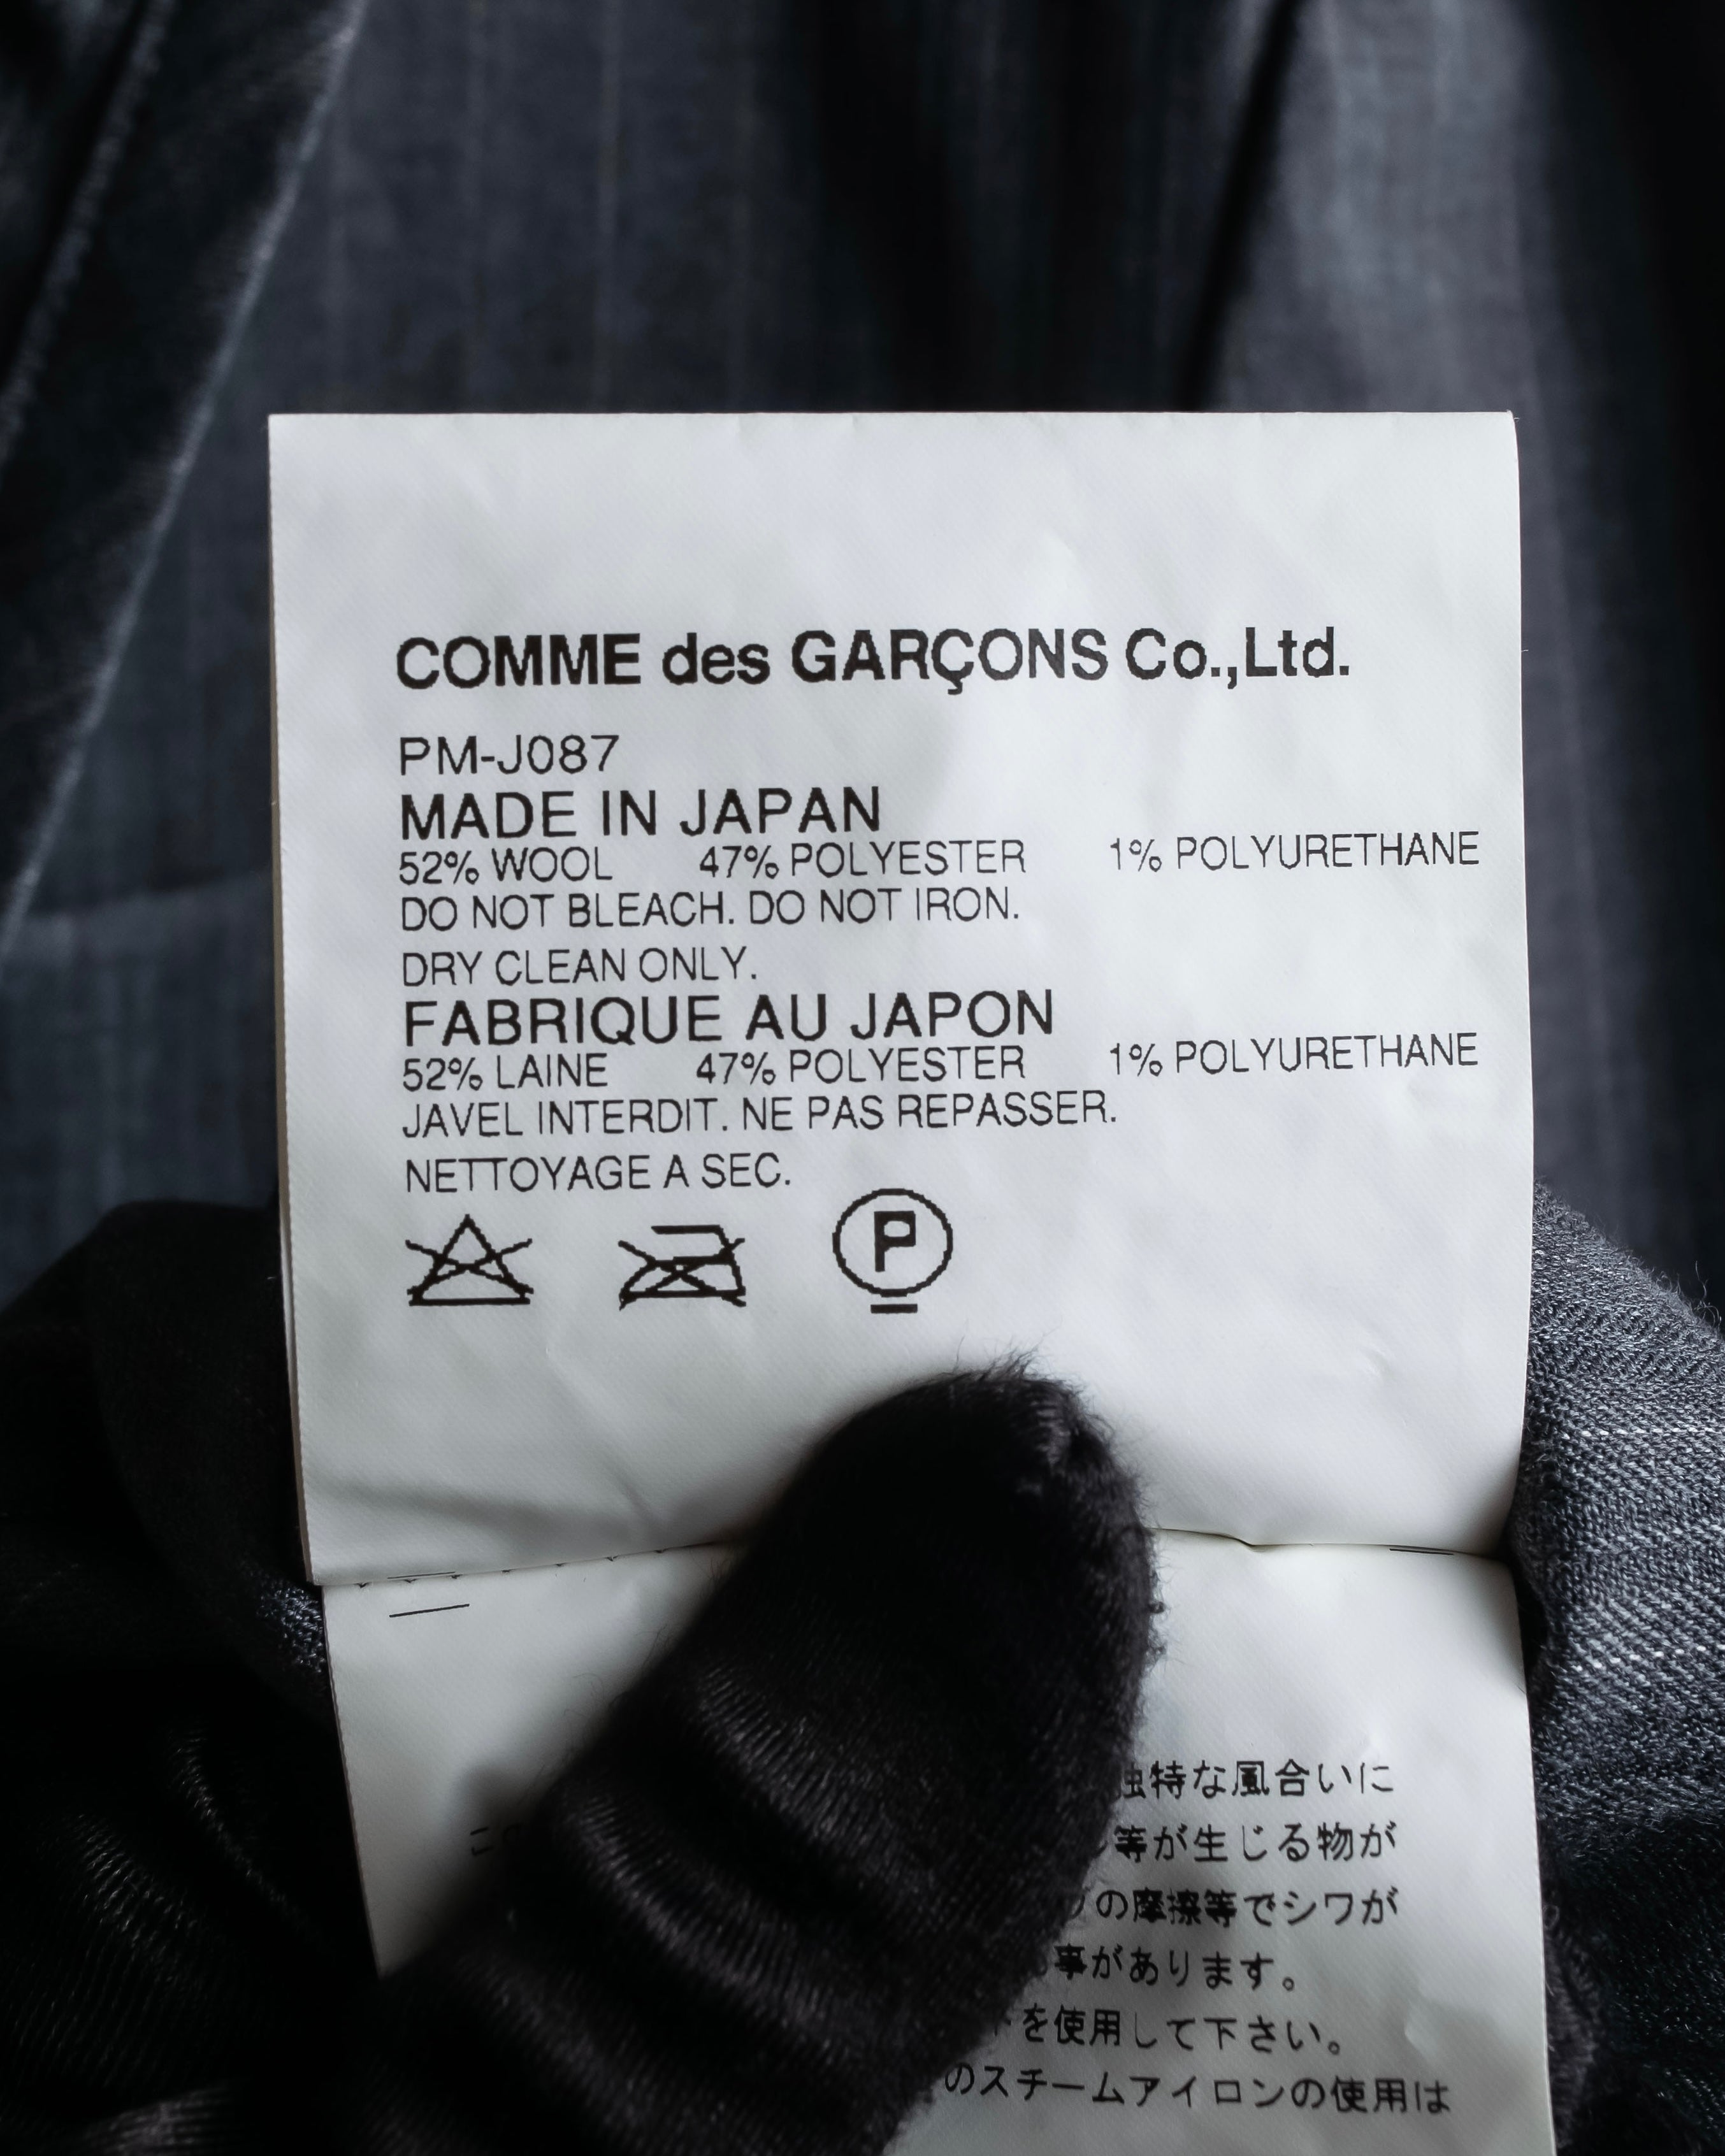 COMME des GARÇONS Co.,Ltd.
PM-J087
MADE IN JAPAN
52% WOOL 47% POLYESTER 1% POLYURETHANE
DO NOT BLEACH. DO NOT IRON.
DRY CLEAN ONLY.
FABRIQUE AU JAPON
52% LAINE 47% POLYESTER 1% POLYURETHANE
JAVEL INTERDIT. NE PAS REPASSER.
NETTOYAGE A SEC.
P
特な風合いに
等が生じる物が
の摩擦等でシワが
事があります。
を使用して下さい。
のスチームアイロンの使用は